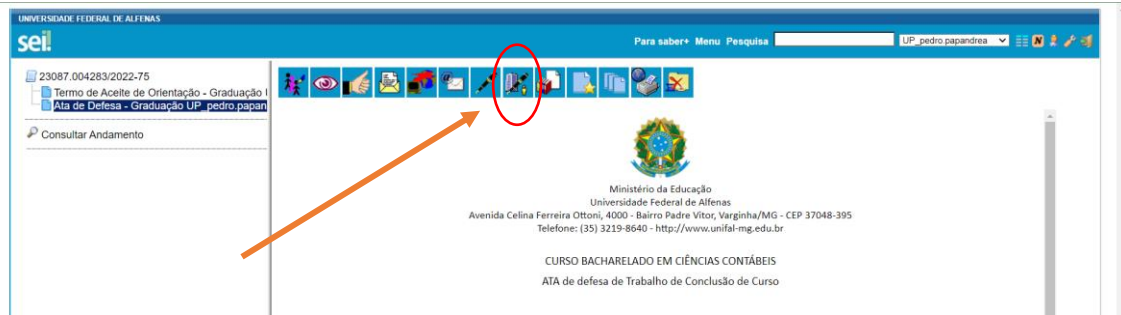 UNIVERSIDADE FEDERAL DE ALFENAS
sei!
Para saber+ Menu Pesquisa
UP_pedro.papandrea
N
23087.004283/2022-75
Termo de Aceite de Orientação - Graduação
Ata de Defesa - Graduação UP_pedro.papan
Consultar Andamento
Ministério da Educação
Universidade Federal de Alfenas
Avenida Celina Ferreira Ottoni, 4000 - Bairro Padre Vitor, Varginha/MG - CEP 37048-395
Telefone: (35) 3219-8640 - http://www.unifal-mg.edu.br
CURSO BACHARELADO EM CIÊNCIAS CONTÁBEIS
ATA de defesa de Trabalho de Conclusão de Curso